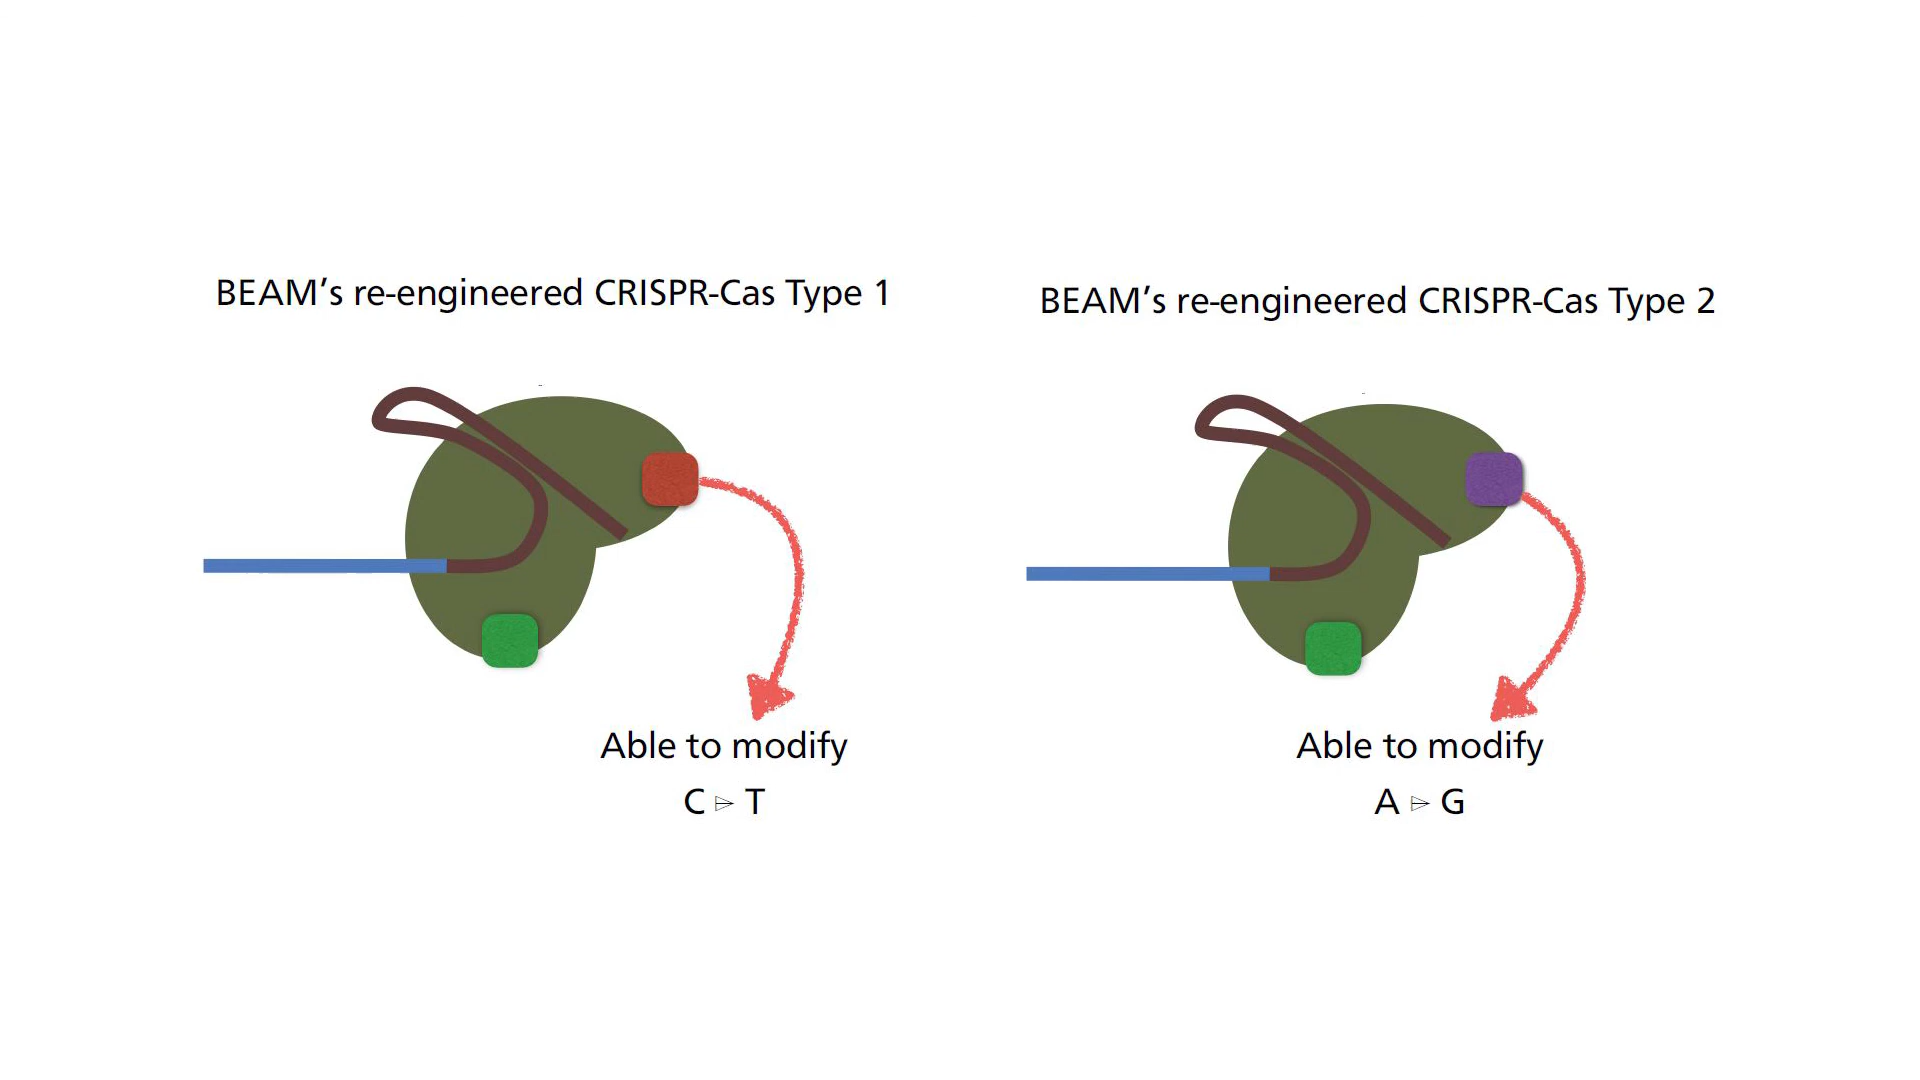 BEAM’s re-engineered CRISPR-Cas Type 1
BEAM’s re-engineered CRISPR-Cas Type 2
Able to modify
C ⩥ T
Able to modify
A ⩥ G